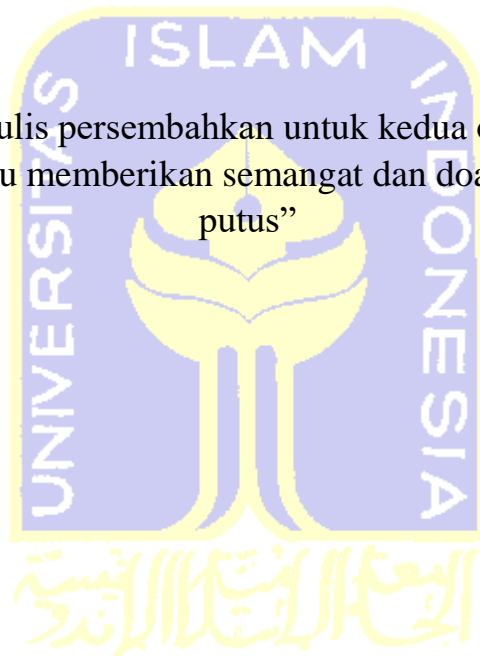 UNIVERSITAS
ISLAM
INDONESIA
ulis persembahkan untuk kedua
u memberikan semangat dan doa
putus”